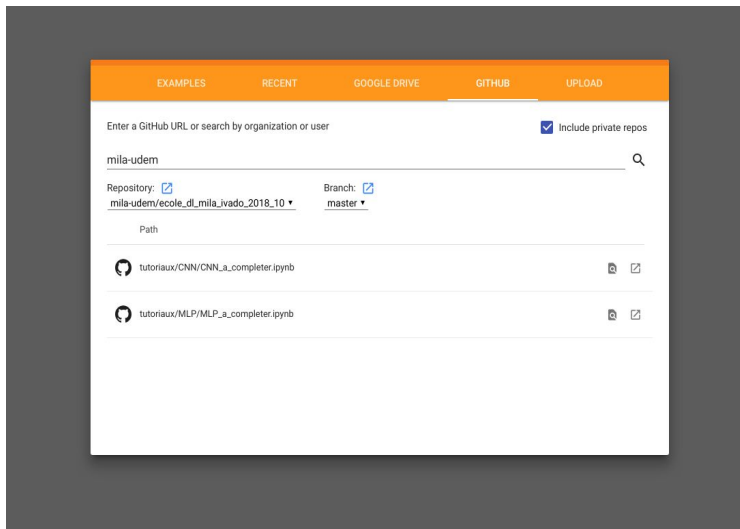 EXAMPLES RECENT GOOGLE DRIVE GITHUB UPLOAD
Enter a GitHub URL or search by organization or user Include private repos
mila-udem
Repository: Branch:
mila-udem/ecole_dl_mila_ivado_2018_10 master
Path
tutoriaux/CNN/CNN_a_completer.ipynb
tutoriaux/MLP/MLP_a_completer.ipynb